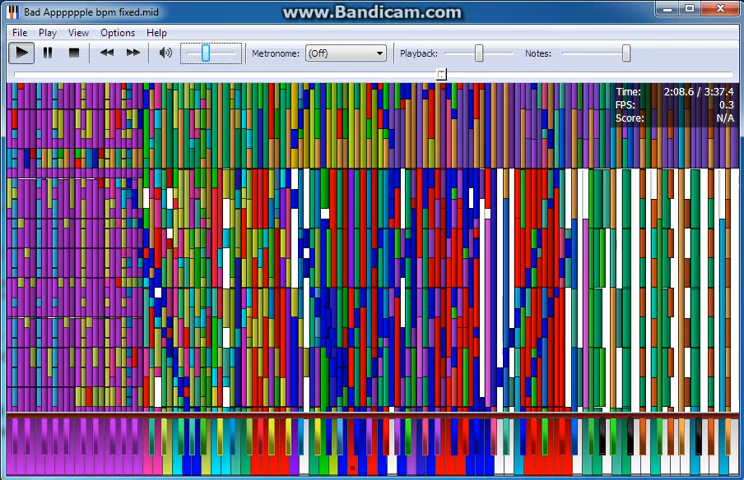 Bad Apppppple bpm fixed.mid
www.Bandicam.com
File Play View Options Help
Metronome: (Off) Playback: Notes:
Time: 2:08.6 / 3:37.4
FPS: 0.3
Score: N/A